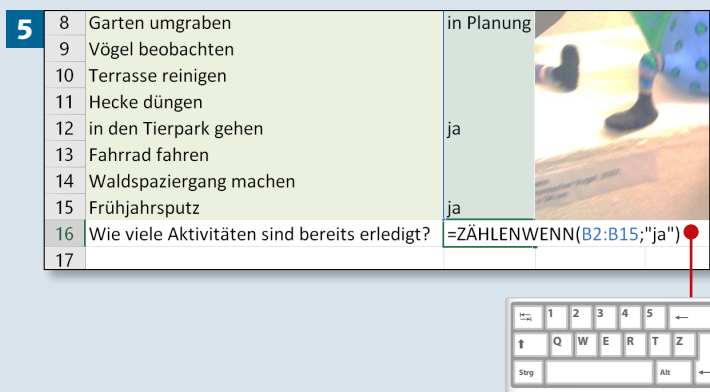 5
8 Garten umgraben in Planung
9 Vögel beobachten
10 Terrasse reinigen
11 Hecke düngen
12 in den Tierpark gehen ja
13 Fahrrad fahren
14 Waldspaziergang machen
15 Frühjahrsputz ja
16 Wie viele Aktivitäten sind bereits erledigt? =ZÄHLENWENN(B2:B15;"ja")
17
1 2 3 4 5
Q W E R T Z
Strg Alt